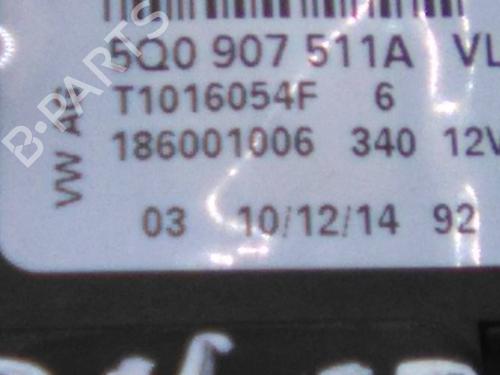 5Q0 907 511A VL
T1016054F 6
186001006 340 12V
03 10/12/14 92
VW AG
B-PARTS